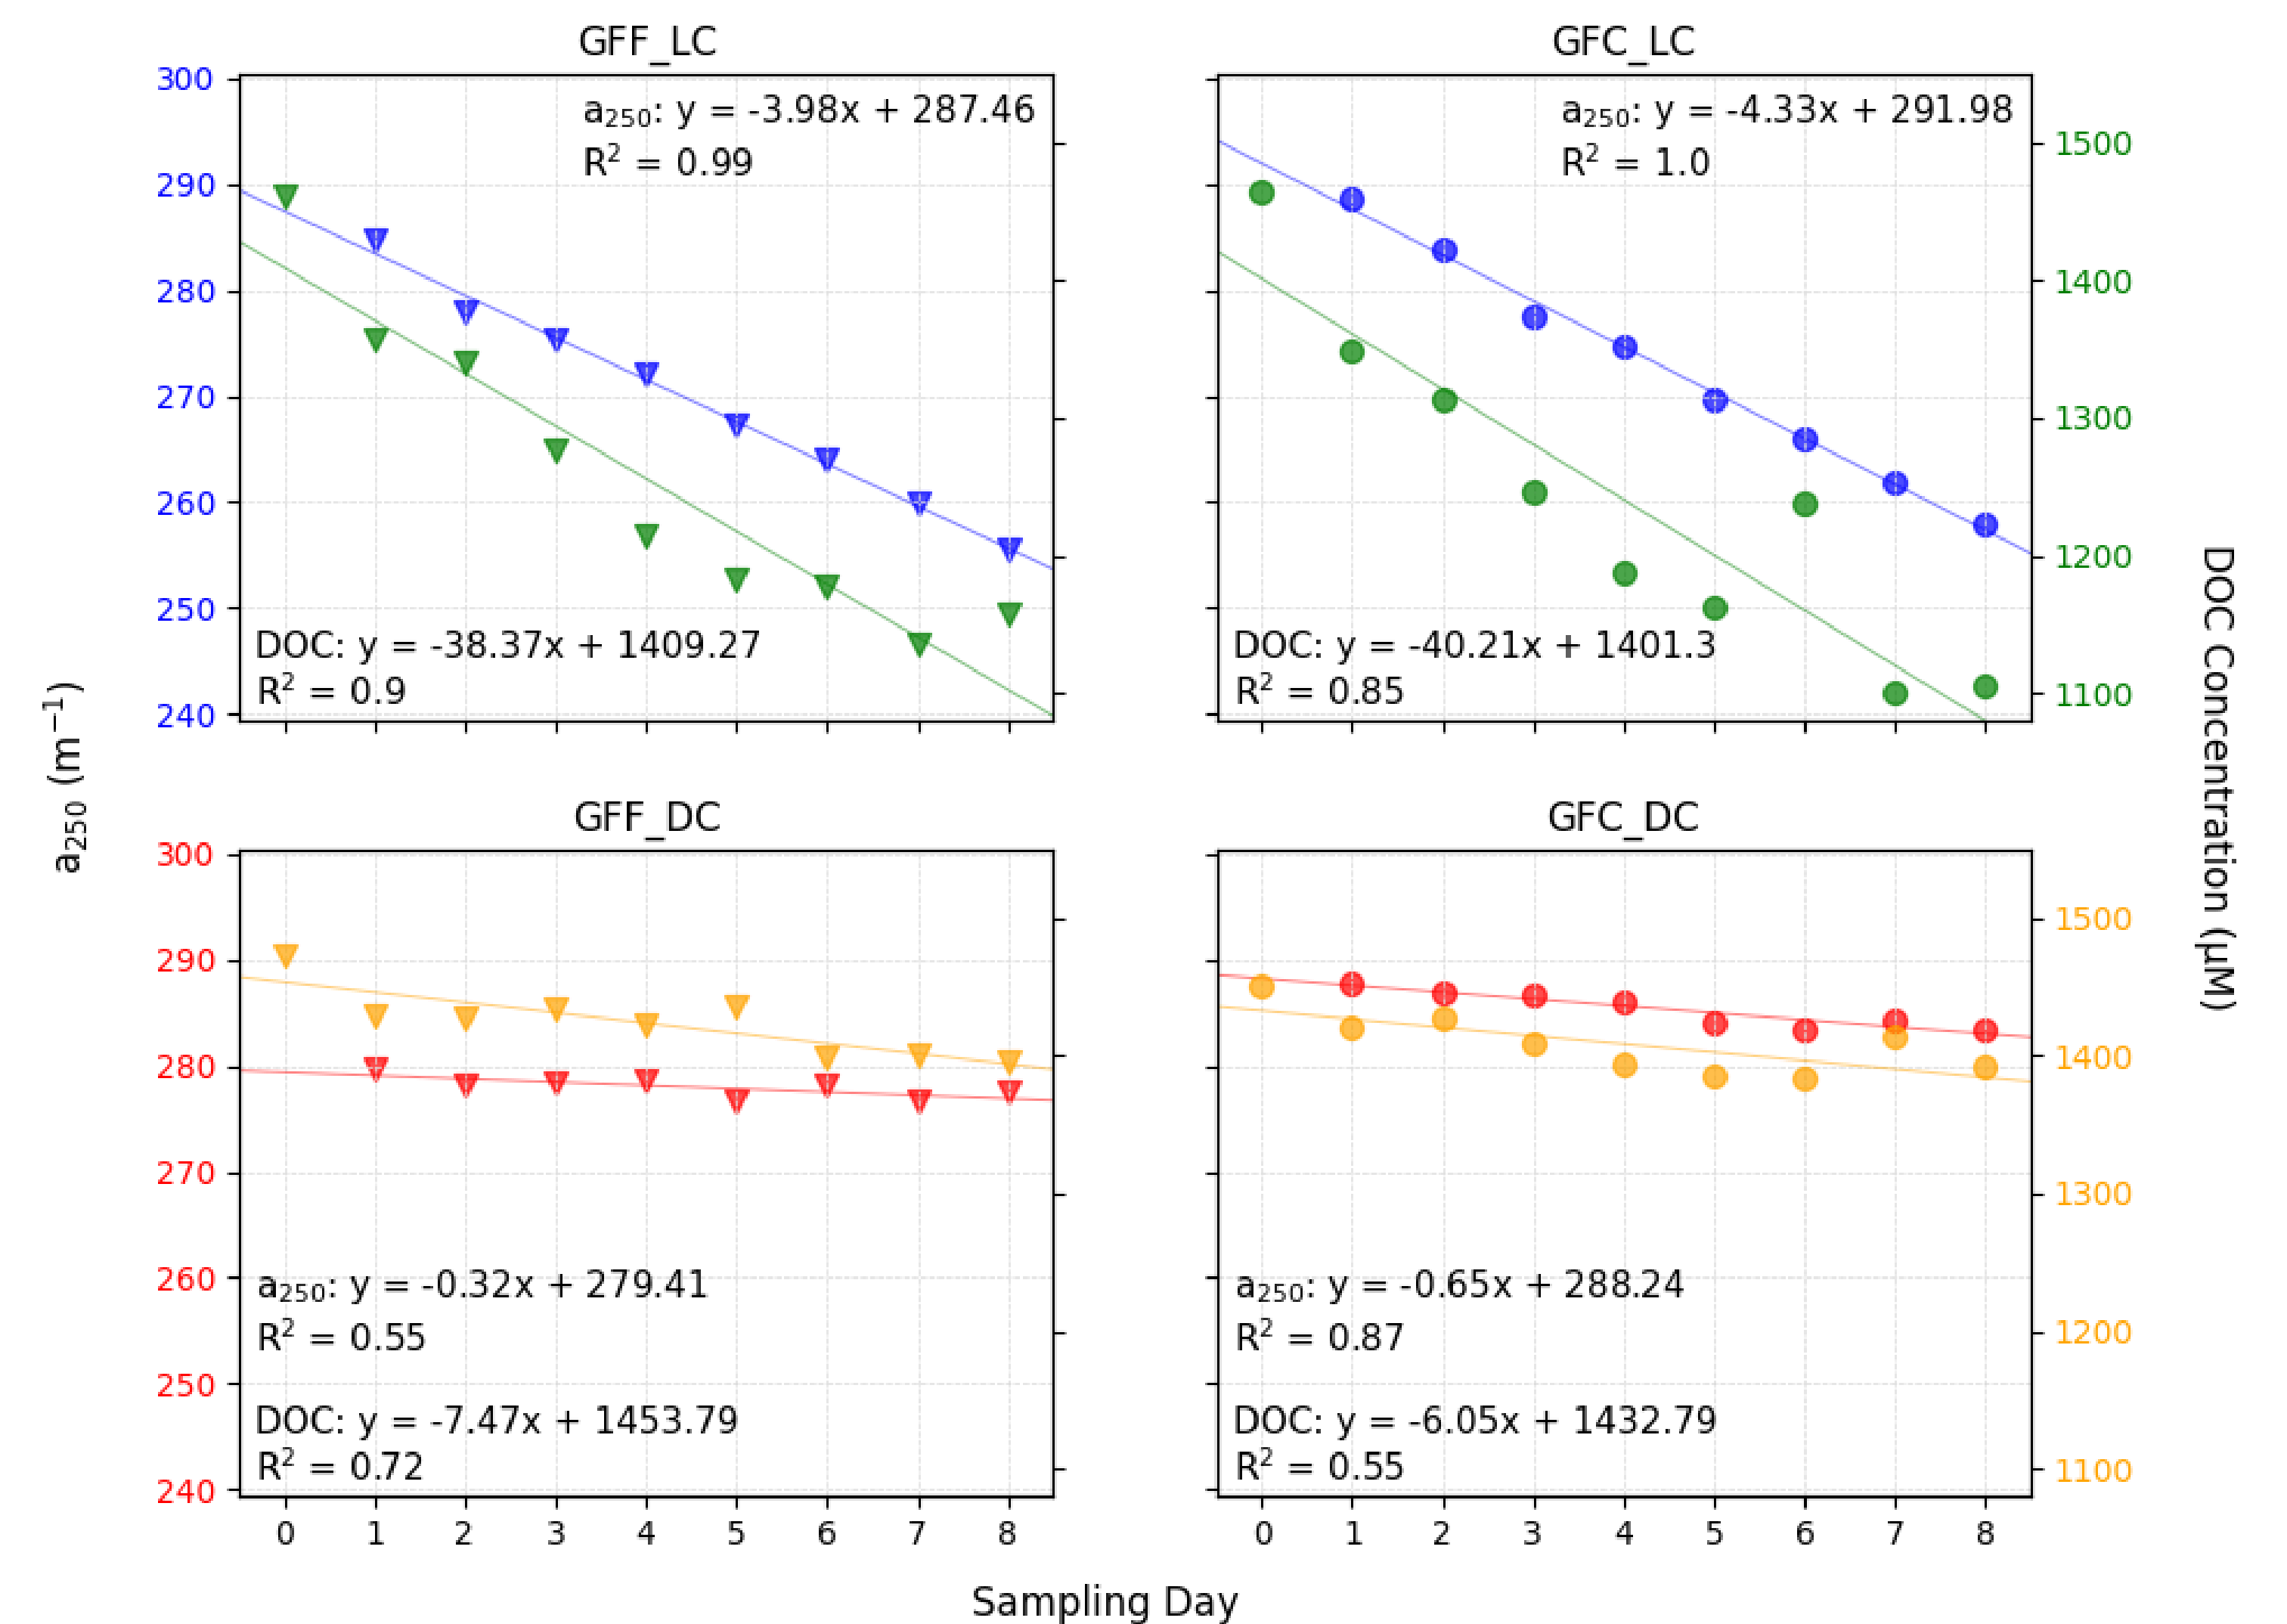 GFF_LC
GFC_LC
300
290
280
270
260
250
240
a₂₅₀: y = -3.98x + 287.46
R² = 0.99
DOC: y = -38.37x + 1409.27
R² = 0.9
a₂₅₀: y = -4.33x + 291.98
R² = 1.0
DOC: y = -40.21x + 1401.3
R² = 0.85
1500
1400
1300
1200
1100
a₂₅₀ (m⁻¹)
DOC Concentration (µM)
GFF_DC
GFC_DC
300
290
280
270
260
250
240
a₂₅₀: y = -0.32x + 279.41
R² = 0.55
DOC: y = -7.47x + 1453.79
R² = 0.72
a₂₅₀: y = -0.65x + 288.24
R² = 0.87
DOC: y = -6.05x + 1432.79
R² = 0.55
1500
1400
1300
1200
1100
0 1 2 3 4 5 6 7 8
0 1 2 3 4 5 6 7 8
Sampling Day